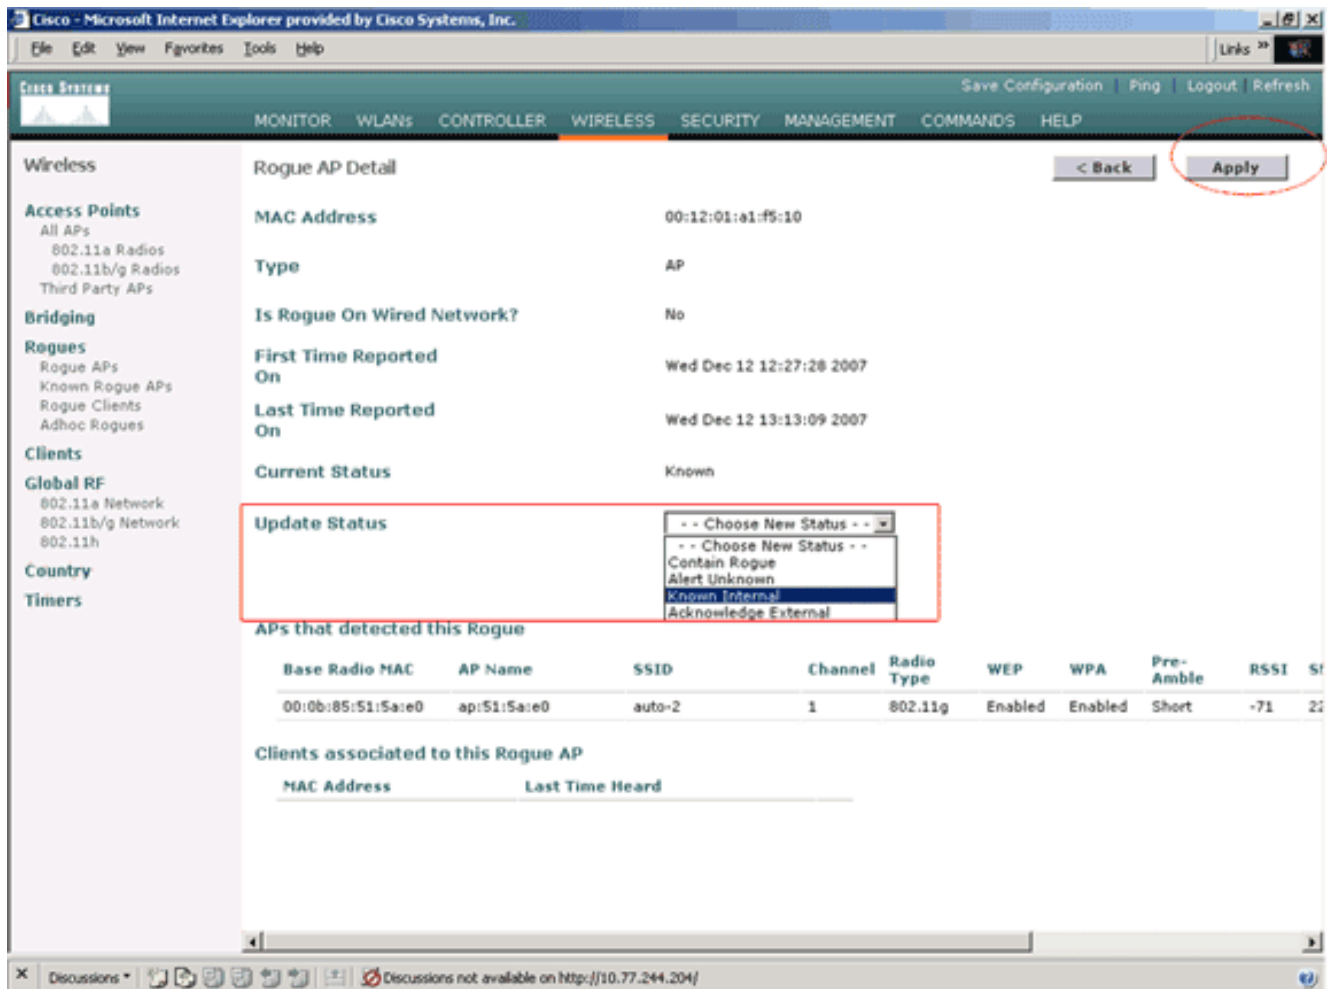 Cisco - Microsoft Internet Explorer provided by Cisco Systems, Inc.
File Edit View Favorites Tools Help
Links »
Cisco Systems
Save Configuration | Ping | Logout | Refresh
MONITOR WLANs CONTROLLER WIRELESS SECURITY MANAGEMENT COMMANDS HELP
Wireless
Access Points
All APs
802.11a Radios
802.11b/g Radios
Third Party APs
Bridging
Rogues
Rogue APs
Known Rogue APs
Rogue Clients
Adhoc Rogues
Clients
Global RF
802.11a Network
802.11b/g Network
802.11h
Country
Timers
Rogue AP Detail
< Back Apply
MAC Address 00:12:01:a1:f5:10
Type AP
Is Rogue On Wired Network? No
First Time Reported On Wed Dec 12 12:27:28 2007
Last Time Reported On Wed Dec 12 13:13:09 2007
Current Status Known
Update Status - - Choose New Status - -
- - Choose New Status - -
Contain Rogue
Alert Unknown
Known Internal
Acknowledge External
APs that detected this Rogue
Base Radio MAC AP Name SSID Channel Radio Type WEP WPA Pre-Amble RSSI
00:0b:85:51:5a:e0 ap:51:5a:e0 auto-2 1 802.11g Enabled Enabled Short -71
Clients associated to this Rogue AP
MAC Address Last Time Heard
Discussions Discussions not available on http://10.77.244.204/